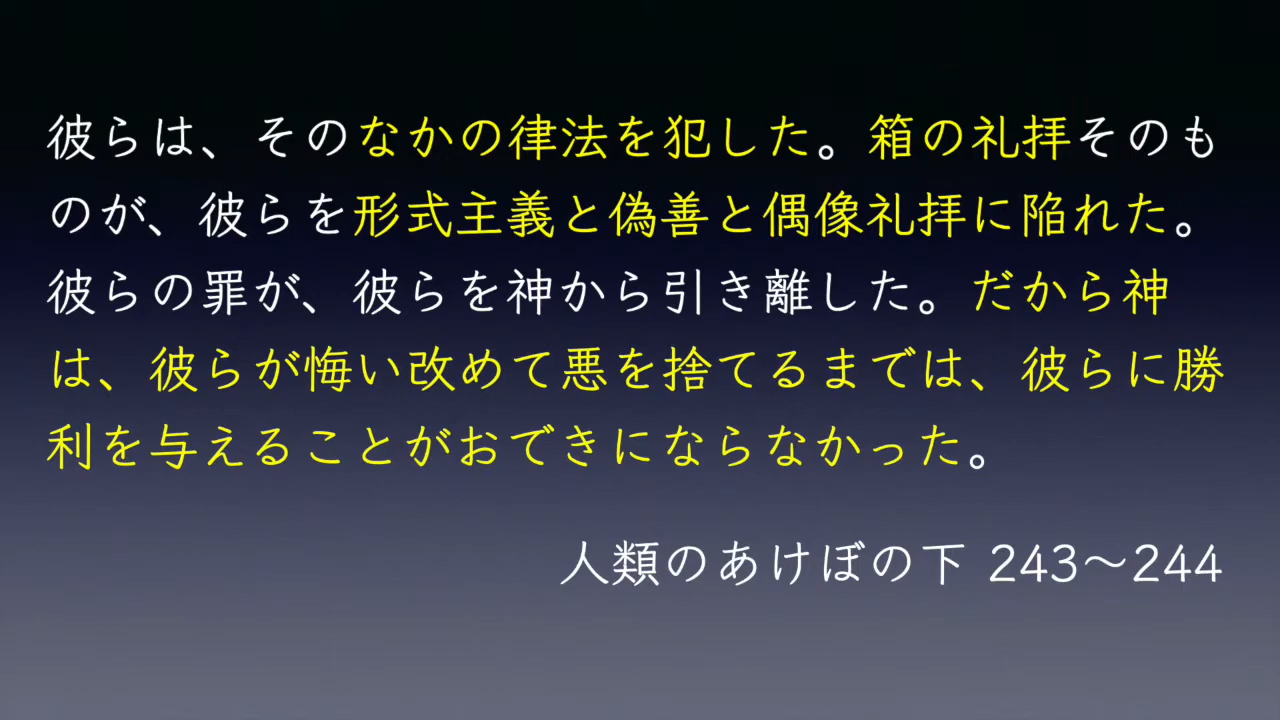 彼らは、そのなかの律法を犯した。箱の礼拝そのも
のが、彼らを形式主義と偽善と偶像礼拝に陥れた。
彼らの罪が、彼らを神から引き離した。だから神
は、彼らが悔い改めて悪を捨てるまでは、彼らに勝
利を与えることがおできにならなかった。
人類のあけぼの下 243〜244